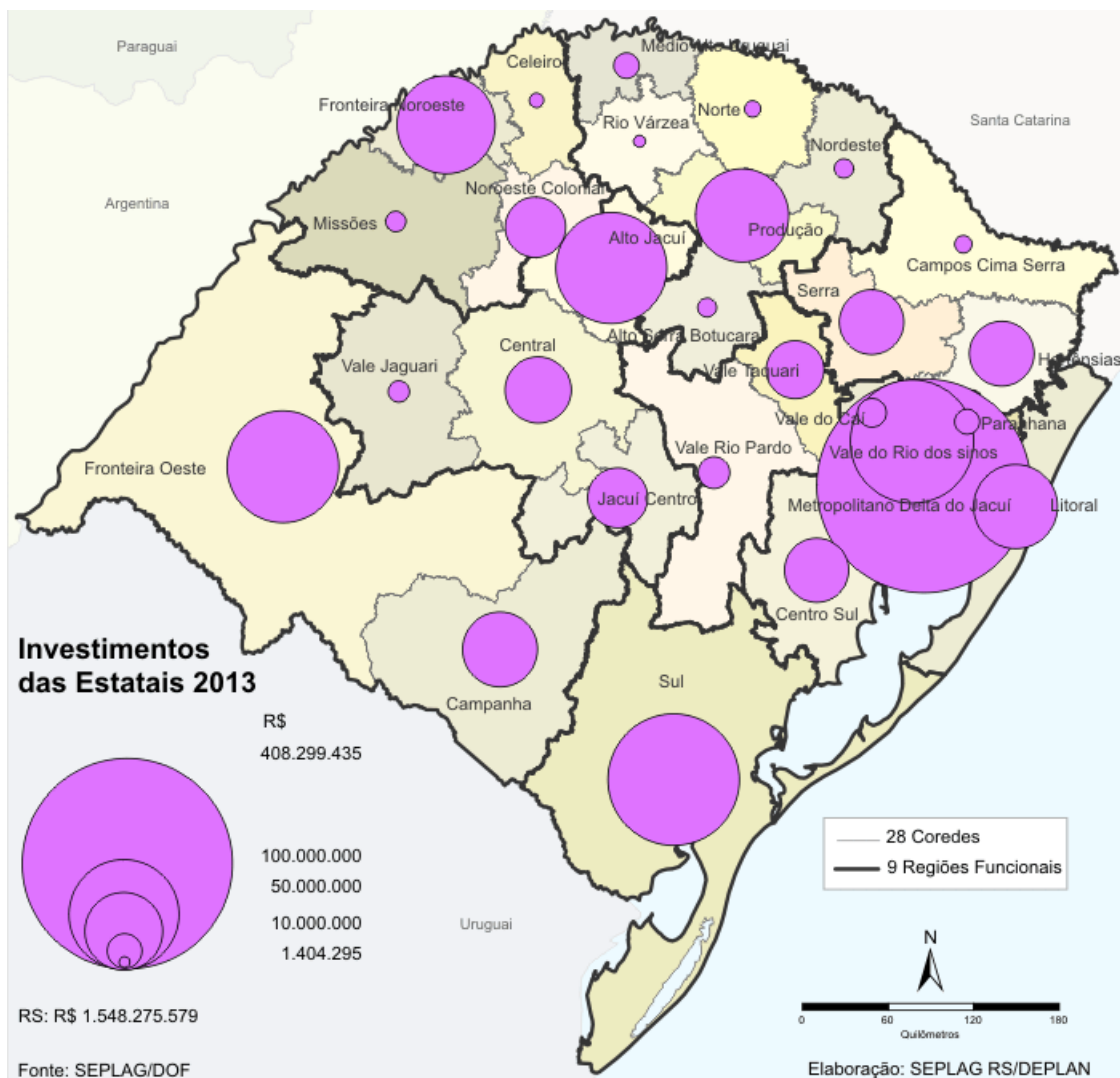 Paraguai
Médio Alto Uruguai
Celeiro
Fronteira Noroeste
Norte
Santa Catarina
Rio Várzea
Nordeste
Noroeste Colonial
Argentina
Missões
Alto Jacuí
Produção
Campos Cima Serra
Serra
Alto Serra Botucaraí
Central
Hortênsias
Vale Jaguari
Vale Taquari
Vale do Caí
Paranhana
Vale Rio Pardo
Vale do Rio dos sinos
Fronteira Oeste
Jacuí Centro
Metropolitano Delta do Jacuí
Litoral
Centro Sul
Investimentos
das Estatais 2013
Sul
Campanha
R$
408.299.435
100.000.000
50.000.000
10.000.000
1.404.295
28 Coredes
9 Regiões Funcionais
Uruguai
N
0 60 120 180
Quilômetros
RS: R$ 1.548.275.579
Fonte: SEPLAG/DOF
Elaboração: SEPLAG RS/DEPLAN